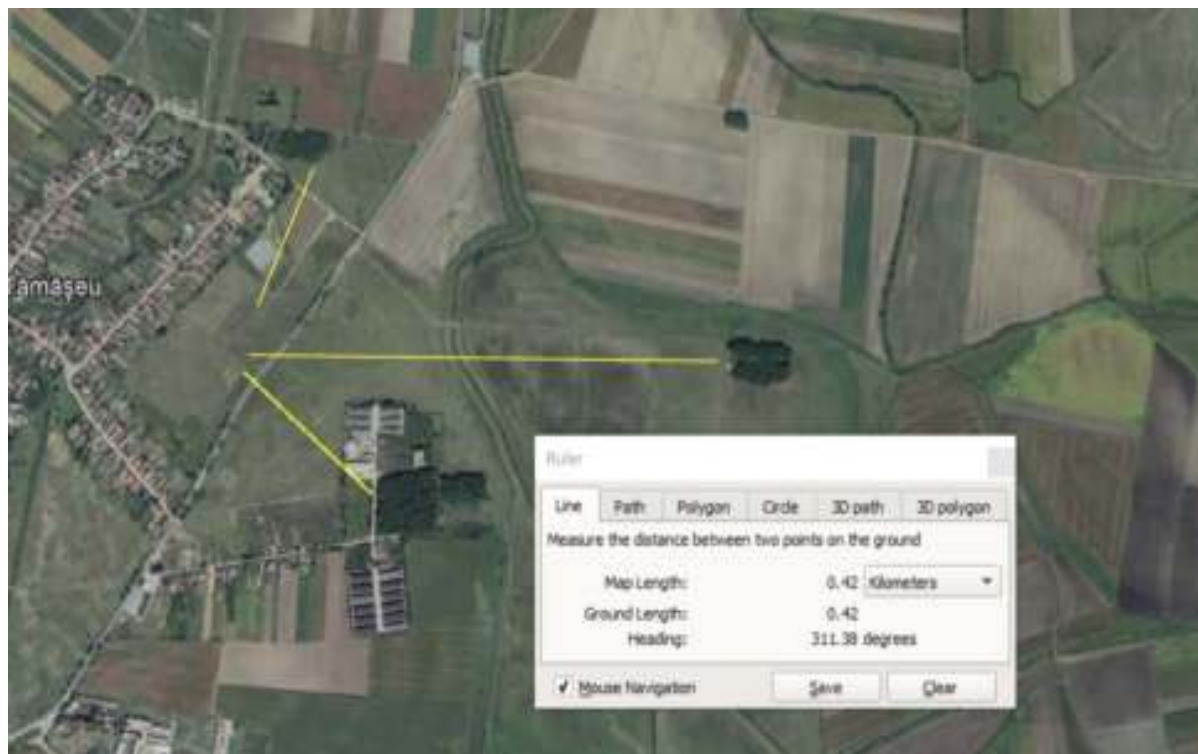 ămășeu
Ruler
Line Path Polygon Circle 3D path 3D polygon
Measure the distance between two points on the ground
Map Length: 0.42 Kilometers
Ground Length: 0.42
Heading: 311.38 degrees
Mouse Navigation Save Clear